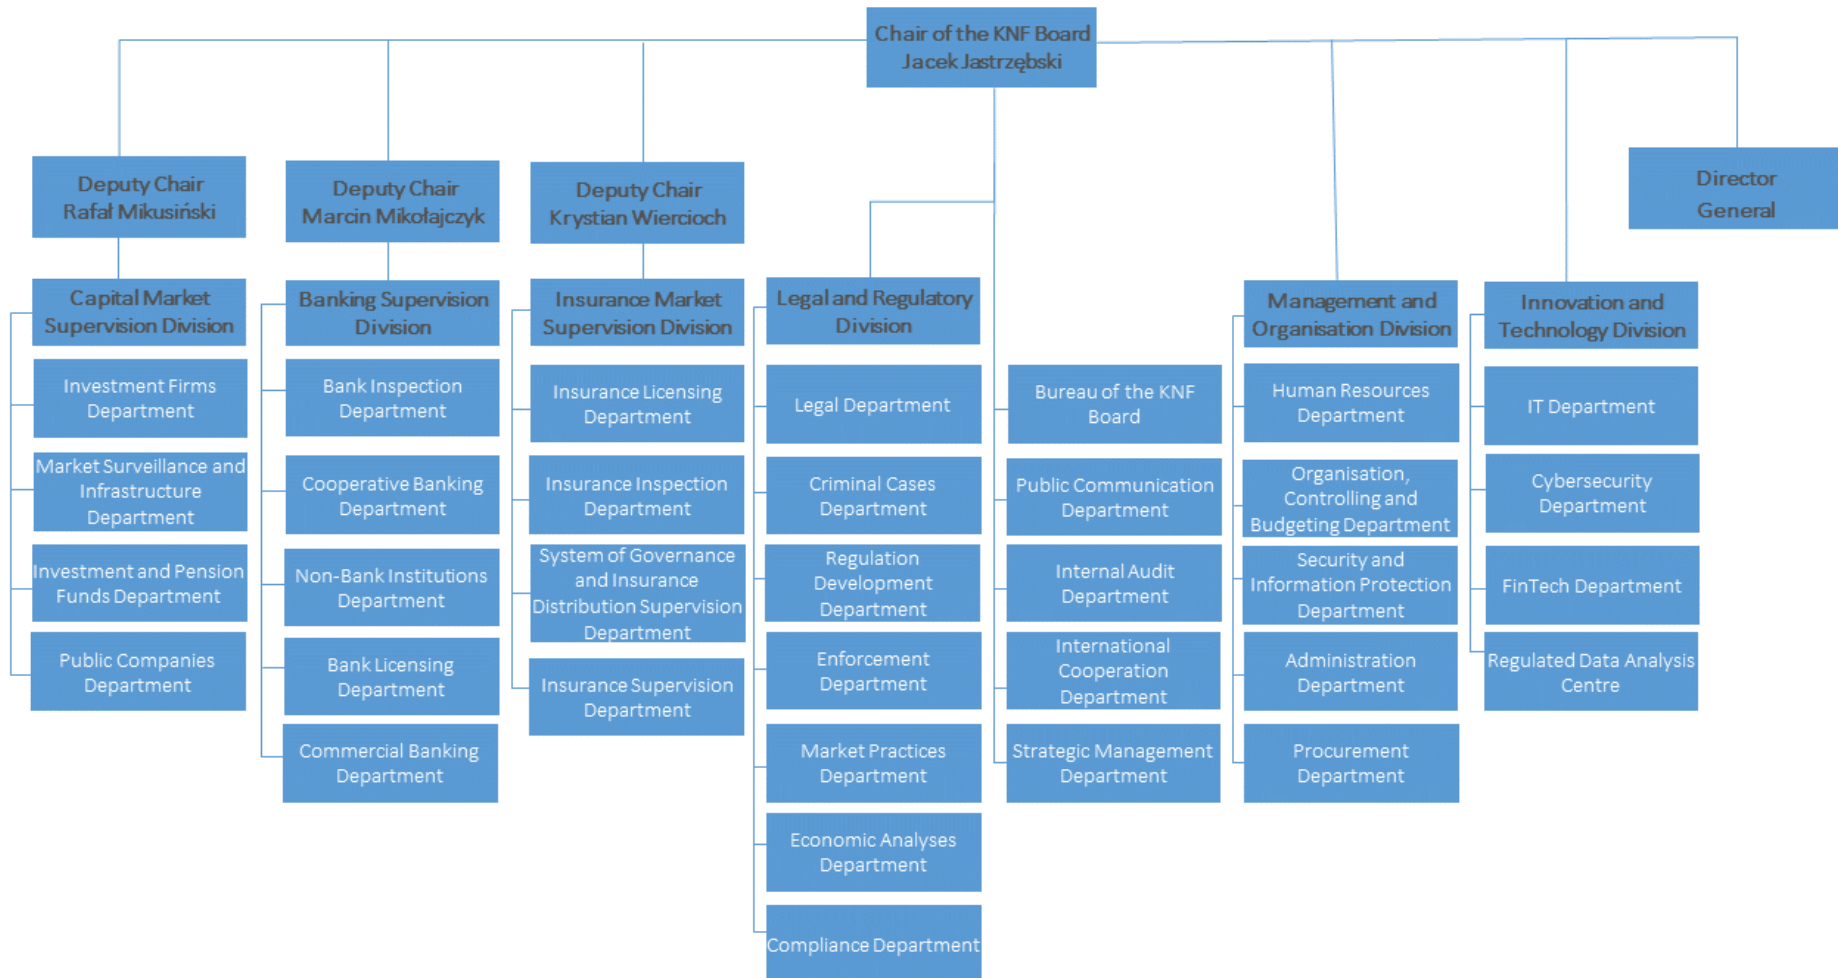 Chair of the KNF Board
Jacek Jastrzębski
Deputy Chair
Rafał Mikusiński
Deputy Chair
Marcin Mikołajczyk
Deputy Chair
Krystian Wiercioch
Director
General
Capital Market
Supervision Division
Investment Firms
Department
Market Surveillance and
Infrastructure
Department
Investment and Pension
Funds Department
Public Companies
Department
Banking Supervision
Division
Bank Inspection
Department
Cooperative Banking
Department
Non-Bank Institutions
Department
Bank Licensing
Department
Commercial Banking
Department
Insurance Market
Supervision Division
Insurance Licensing
Department
Insurance Inspection
Department
System of Governance
and Insurance
Distribution Supervision
Department
Insurance Supervision
Department
Legal and Regulatory
Division
Legal Department
Criminal Cases
Department
Regulation
Development
Department
Enforcement
Department
Market Practices
Department
Economic Analyses
Department
Compliance Department
Bureau of the KNF
Board
Public Communication
Department
Internal Audit
Department
International
Cooperation
Department
Strategic Management
Department
Management and
Organisation Division
Human Resources
Department
Organisation,
Controlling and
Budgeting Department
Security and
Information Protection
Department
Administration
Department
Procurement
Department
Innovation and
Technology Division
IT Department
Cybersecurity
Department
FinTech Department
Regulated Data Analysis
Centre